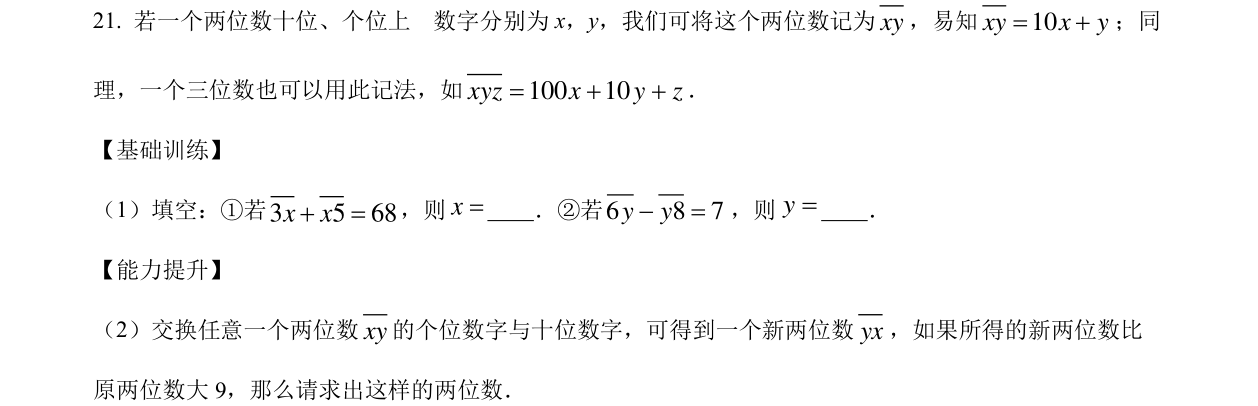 21. 若一个两位数十位、个位上 数字分别为 x，y，我们可将这个两位数记为 $\overline{xy}$，易知 $\overline{xy}=10x+y$；同
理，一个三位数也可以用此记法，如 $\overline{xyz}=100x+10y+z$．
【基础训练】
（1）填空：①若 $\overline{3x}+\overline{x5}=68$，则 $x=$____．②若 $\overline{6y}-\overline{y8}=7$，则 $y=$____．
【能力提升】
（2）交换任意一个两位数 $\overline{xy}$ 的个位数字与十位数字，可得到一个新两位数 $\overline{yx}$，如果所得的新两位数比
原两位数大 9，那么请求出这样的两位数．